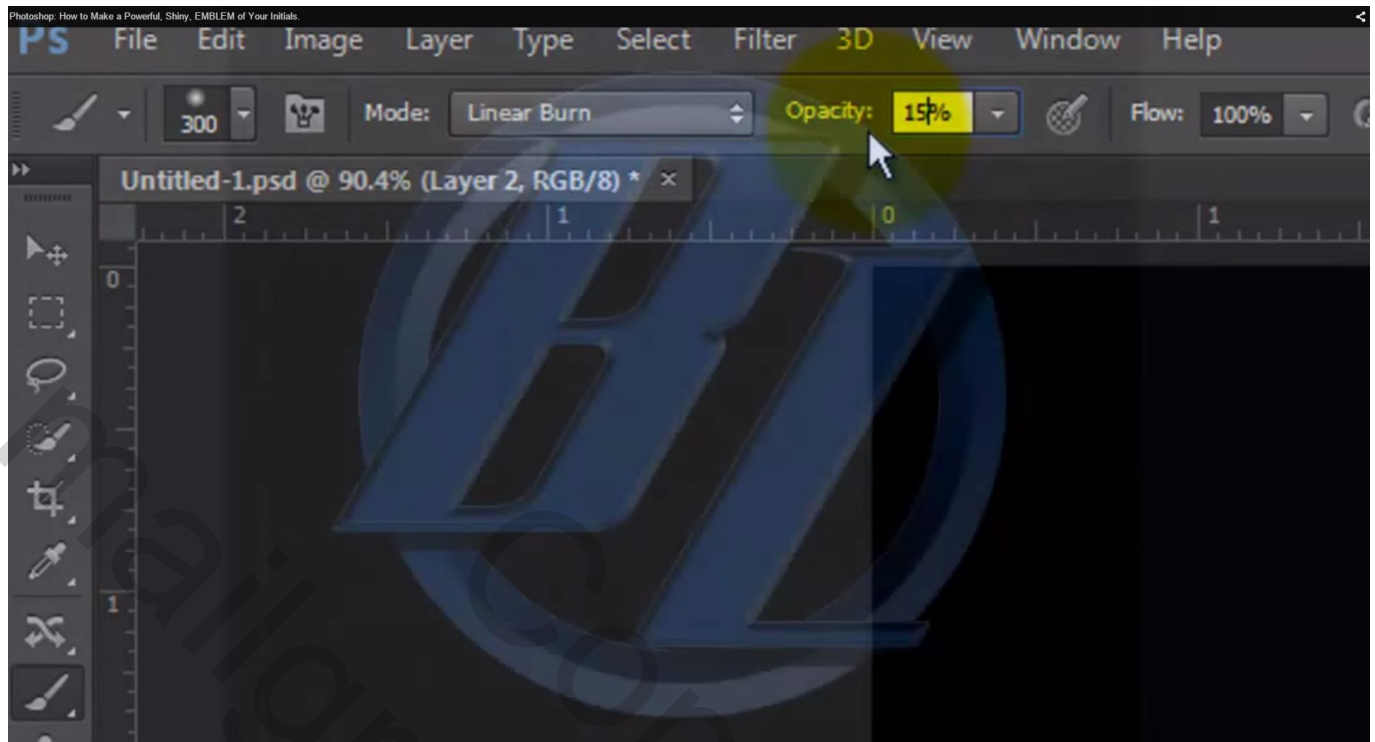 Photoshop: How to Make a Powerful, Shiny, EMBLEM of Your Initials.
Ps File Edit Image Layer Type Select Filter 3D View Window Help
300 Mode: Linear Burn Opacity: 15% Flow: 100%
Untitled-1.psd @ 90.4% (Layer 2, RGB/8) * ×
2 1 0 1
0
1
BL